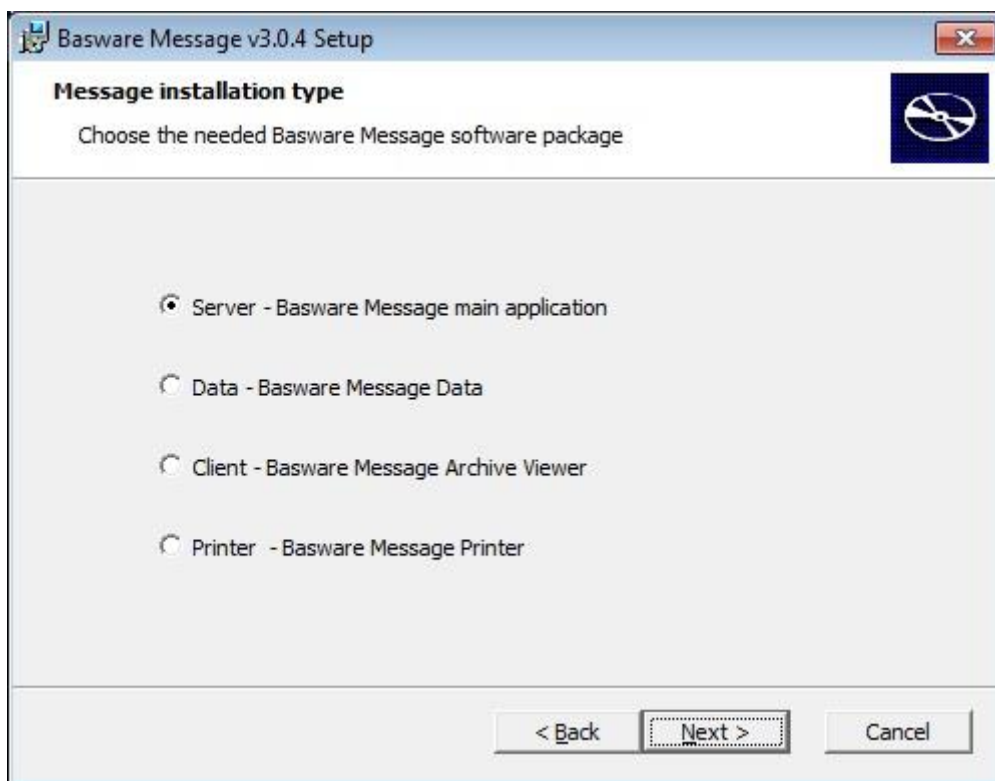 Basware Message v3.0.4 Setup
Message installation type
Choose the needed Basware Message software package
Server - Basware Message main application
Data - Basware Message Data
Client - Basware Message Archive Viewer
Printer - Basware Message Printer
< Back Next > Cancel